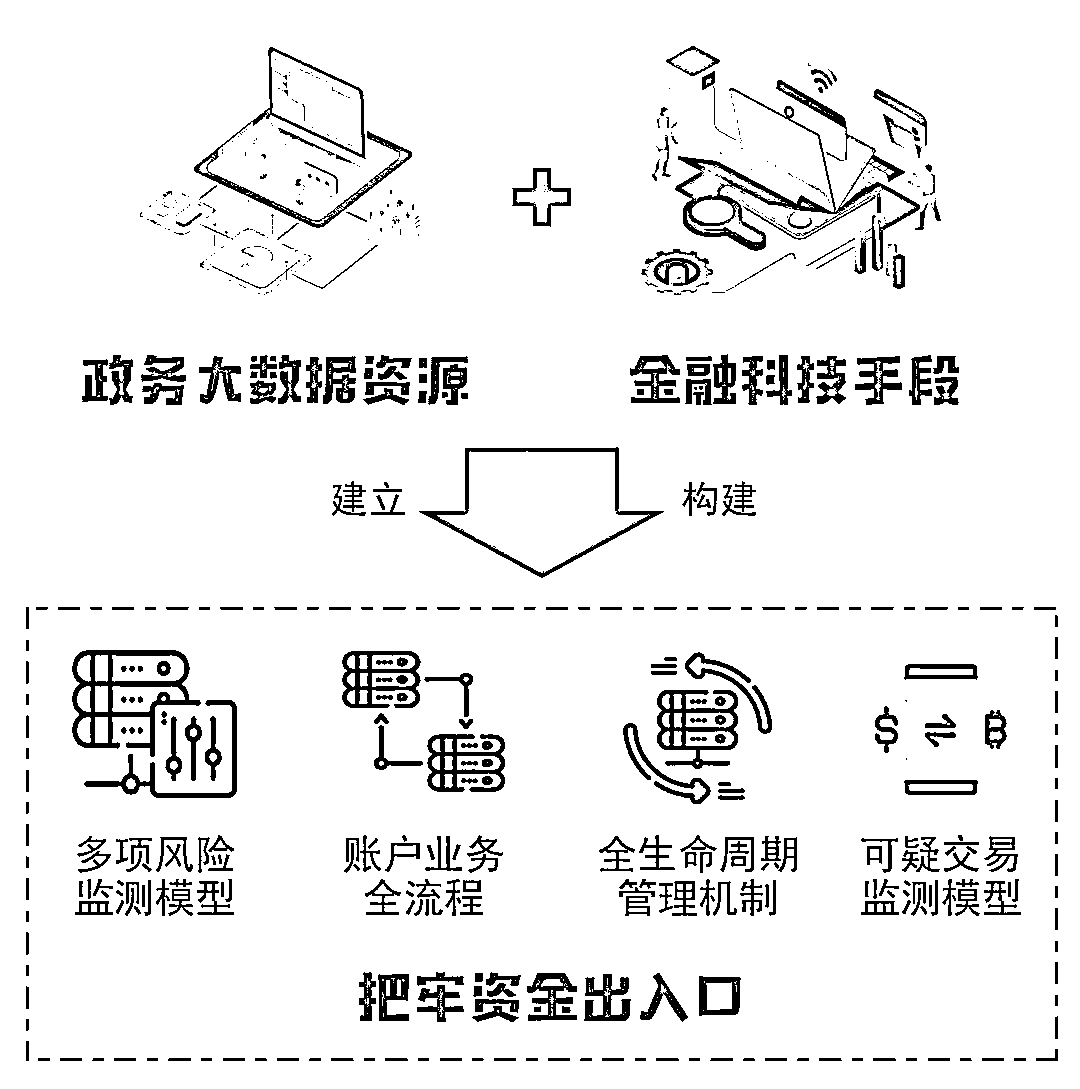 政务大数据资源
金融科技手段
建立
构建
多项风险
监测模型
账户业务
全流程
全生命周期
管理机制
可疑交易
监测模型
把牢资金出入口